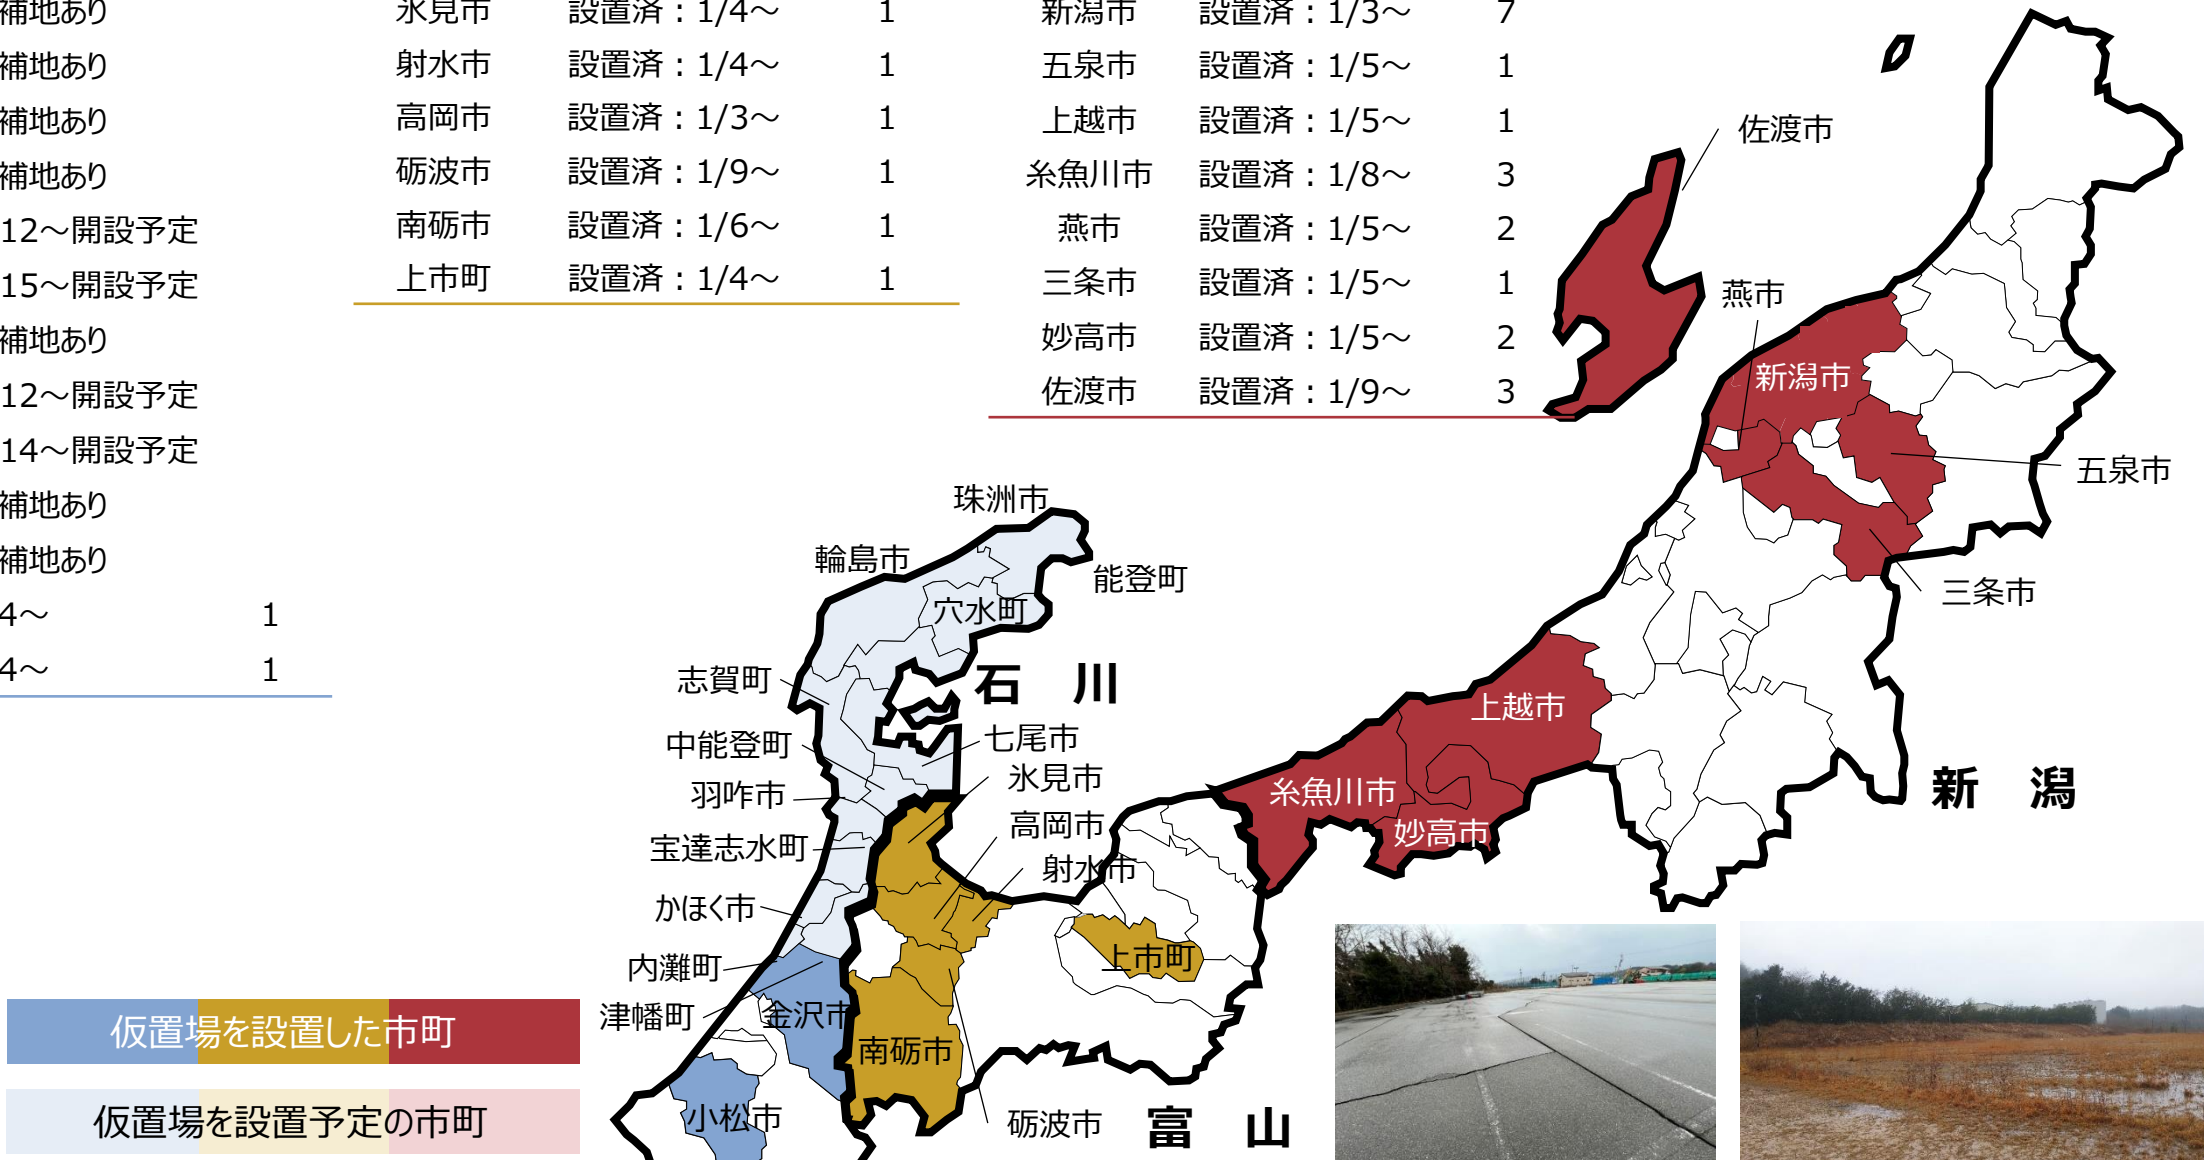 補地あり
補地あり
補地あり
補地あり
12～開設予定
15～開設予定
補地あり
12～開設予定
14～開設予定
補地あり
補地あり
4～ 1
4～ 1
氷見市 設置済：1/4～ 1
射水市 設置済：1/4～ 1
高岡市 設置済：1/3～ 1
砺波市 設置済：1/9～ 1
南砺市 設置済：1/6～ 1
上市町 設置済：1/4～ 1
新潟市 設置済：1/3～ 7
五泉市 設置済：1/5～ 1
上越市 設置済：1/5～ 1
糸魚川市 設置済：1/8～ 3
燕市 設置済：1/5～ 2
三条市 設置済：1/5～ 1
妙高市 設置済：1/5～ 2
佐渡市 設置済：1/9～ 3
佐渡市
燕市
新潟市
五泉市
三条市
上越市
糸魚川市
妙高市
新 潟
珠洲市
輪島市
能登町
穴水町
志賀町
石 川
中能登町
七尾市
羽咋市
氷見市
高岡市
宝達志水町
射水市
かほく市
内灘町
上市町
津幡町
金沢市
南砺市
小松市
砺波市
富 山
仮置場を設置した市町
仮置場を設置予定の市町